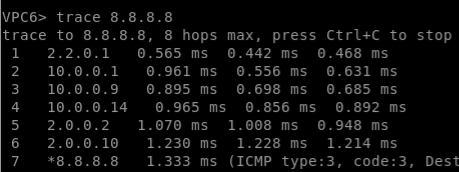 VPC6> trace 8.8.8.8
trace to 8.8.8.8, 8 hops max, press Ctrl+C to stop
1 2.2.0.1 0.565 ms 0.442 ms 0.468 ms
2 10.0.0.1 0.961 ms 0.556 ms 0.631 ms
3 10.0.0.9 0.895 ms 0.698 ms 0.685 ms
4 10.0.0.14 0.965 ms 0.856 ms 0.892 ms
5 2.0.0.2 1.070 ms 1.008 ms 0.948 ms
6 2.0.0.10 1.230 ms 1.228 ms 1.214 ms
7 *8.8.8.8 1.333 ms (ICMP type:3, code:3, Dest